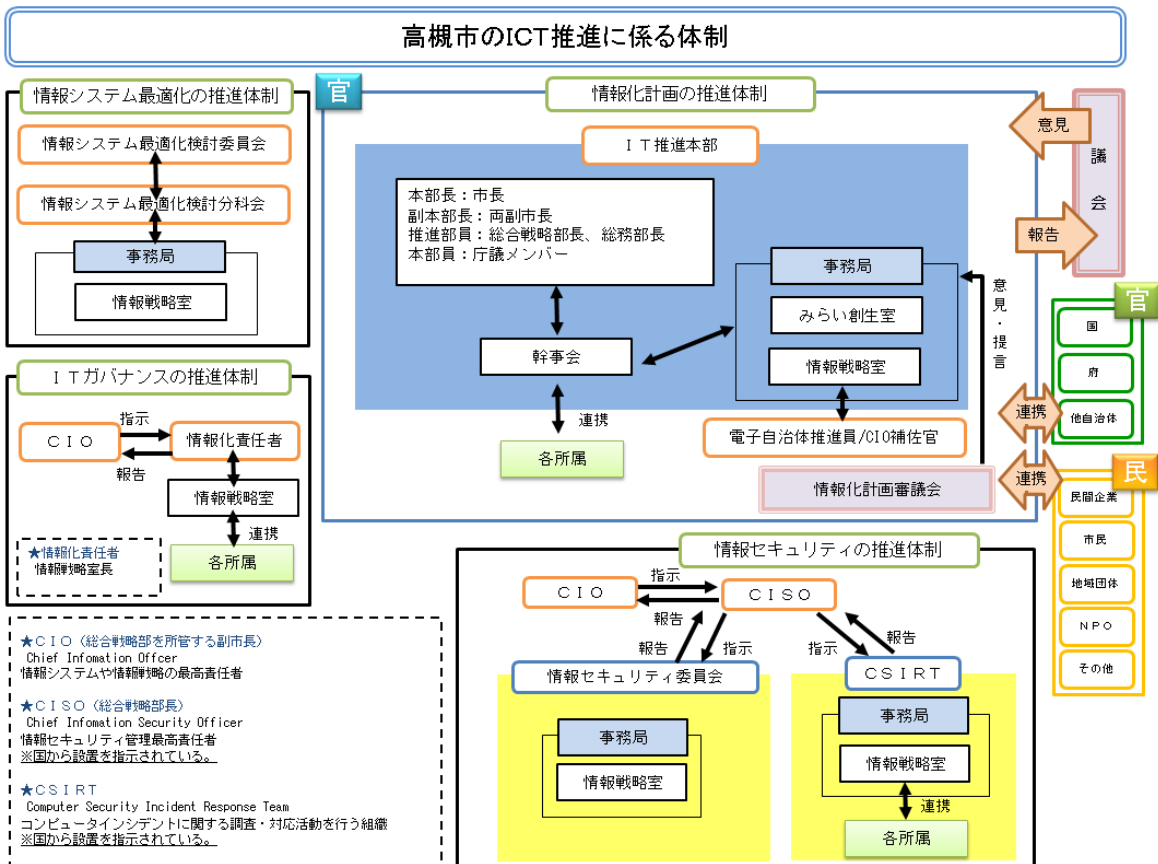 高槻市のICT推進に係る体制
情報システム最適化の推進体制
情報システム最適化検討委員会
情報システム最適化検討分科会
事務局
情報戦略室
ITガバナンスの推進体制
CIO
指示
報告
情報化責任者
情報戦略室
連携
各所属
★情報化責任者
情報戦略室長
官
情報化計画の推進体制
IT推進本部
本部長：市長
副本部長：両副市長
推進部員：総合戦略部長、総務部長
本部員：庁議メンバー
幹事会
連携
各所属
事務局
みらい創生室
情報戦略室
電子自治体推進員/CIO補佐官
情報化計画審議会
意見・提言
意見
報告
議会
連携
連携
官
国
府
他自治体
民
民間企業
市民
地域団体
NPO
その他
★CIO（総合戦略部を所管する副市長）
Chief Infomation Offcer
情報システムや情報戦略の最高責任者
★CISO（総合戦略部長）
Chief Infomation Security Officer
情報セキュリティ管理最高責任者
※国から設置を指示されている。
★CSIRT
Computer Security Incident Response Team
コンピュータインシデントに関する調査・対応活動を行う組織
※国から設置を指示されている。
情報セキュリティの推進体制
CIO
指示
報告
CISO
報告
指示
指示
報告
情報セキュリティ委員会
事務局
情報戦略室
CSIRT
事務局
情報戦略室
連携
各所属